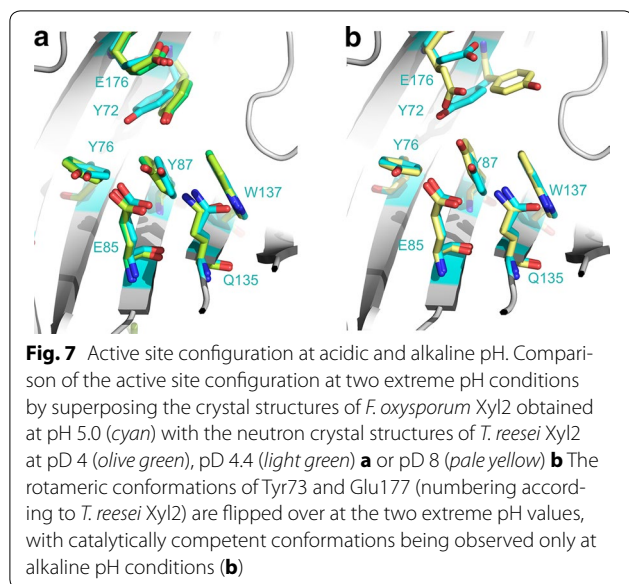 a
b
E176
Y72
Y76
Y87
W137
E85
Q135
E176
Y72
Y76
Y87
W137
E85
Q135
Fig. 7 Active site configuration at acidic and alkaline pH. Compari-
son of the active site configuration at two extreme pH conditions
by superposing the crystal structures of F. oxysporum Xyl2 obtained
at pH 5.0 (cyan) with the neutron crystal structures of T. reesei Xyl2
at pD 4 (olive green), pD 4.4 (light green) a or pD 8 (pale yellow) b The
rotameric conformations of Tyr73 and Glu177 (numbering accord-
ing to T. reesei Xyl2) are flipped over at the two extreme pH values,
with catalytically competent conformations being observed only at
alkaline pH conditions (b)